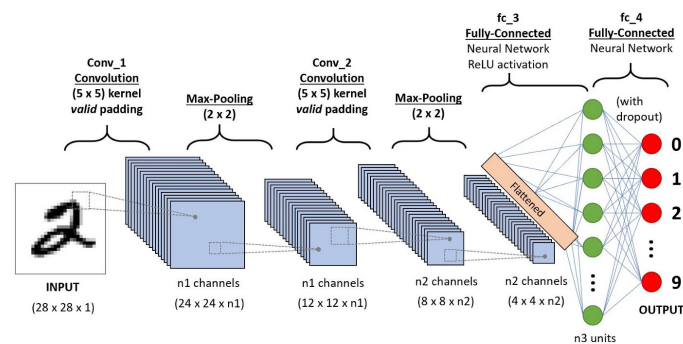 fc_3
Fully-Connected
Neural Network
ReLU activation
fc_4
Fully-Connected
Neural Network
Conv_1
Convolution
(5 x 5) kernel
valid padding
Max-Pooling
(2 x 2)
Conv_2
Convolution
(5 x 5) kernel
valid padding
Max-Pooling
(2 x 2)
(with
dropout)
Flattened
0
1
2
9
2
INPUT
(28 x 28 x 1)
n1 channels
(24 x 24 x n1)
n1 channels
(12 x 12 x n1)
n2 channels
(8 x 8 x n2)
n2 channels
(4 x 4 x n2)
OUTPUT
n3 units